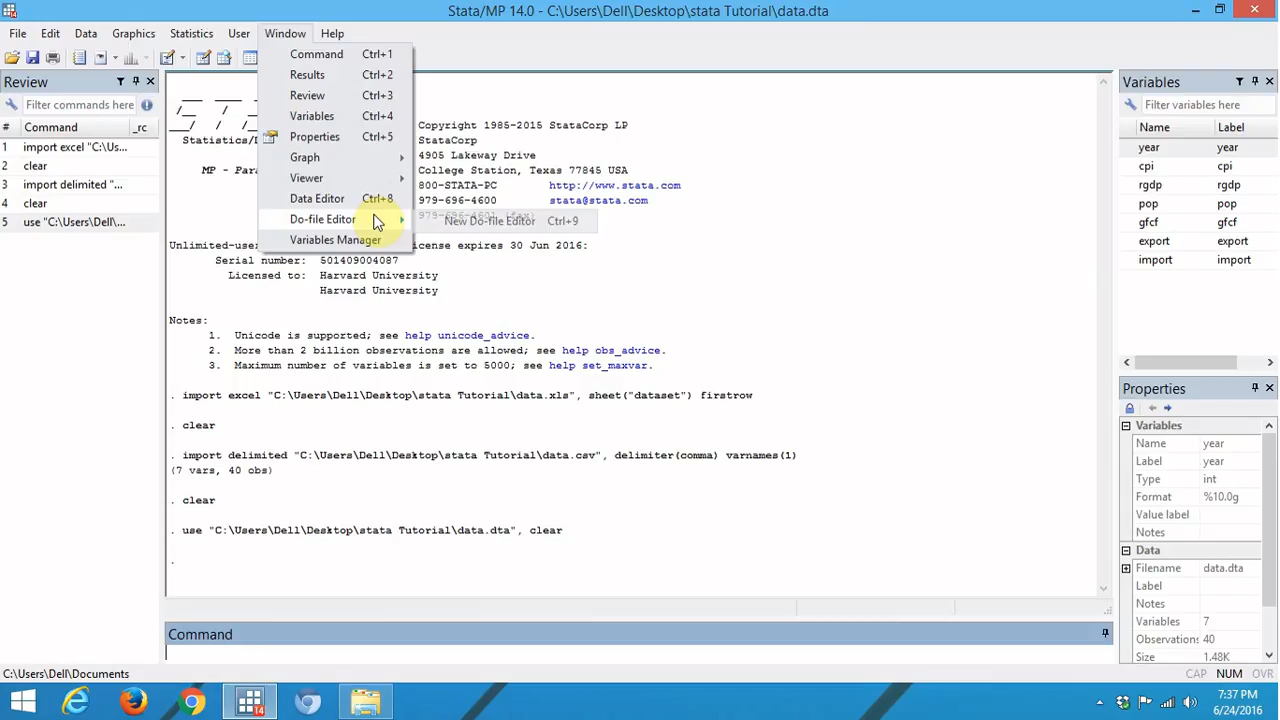 Stata/MP 14.0 - C:\Users\Dell\Desktop\stata Tutorial\data.dta
File Edit Data Graphics Statistics User Window Help
Command Ctrl+1
Results Ctrl+2
Review Ctrl+3
Variables Ctrl+4
Properties Ctrl+5
Graph
Viewer
Data Editor Ctrl+8
Do-file Editor
New Do-file Editor Ctrl+9
Variables Manager
Review
Filter commands here
# Command _rc
1 import excel "C:\Us...
2 clear
3 import delimited "...
4 clear
5 use "C:\Users\Dell\...
Copyright 1985-2015 StataCorp LP
StataCorp
4905 Lakeway Drive
College Station, Texas 77845 USA
800-STATA-PC http://www.stata.com
979-696-4600 stata@stata.com
979-696-4601 (fax)
license expires 30 Jun 2016:
Serial number: 501409004087
Licensed to: Harvard University
Harvard University
Notes:
1. Unicode is supported; see help unicode_advice.
2. More than 2 billion observations are allowed; see help obs_advice.
3. Maximum number of variables is set to 5000; see help set_maxvar.
. import excel "C:\Users\Dell\Desktop\stata Tutorial\data.xls", sheet("dataset") firstrow
. clear
. import delimited "C:\Users\Dell\Desktop\stata Tutorial\data.csv", delimiter(comma) varnames(1)
(7 vars, 40 obs)
. clear
. use "C:\Users\Dell\Desktop\stata Tutorial\data.dta", clear
.
Command
Variables
Filter variables here
Name Label
year year
cpi cpi
rgdp rgdp
pop pop
gfcf gfcf
export export
import import
Properties
Variables
Name year
Label year
Type int
Format %10.0g
Value label
Notes
Data
Filename data.dta
Label
Notes
Variables 7
Observations 40
Size 1.48K
C:\Users\Dell\Documents
CAP NUM OVR
14
7:37 PM
6/24/2016